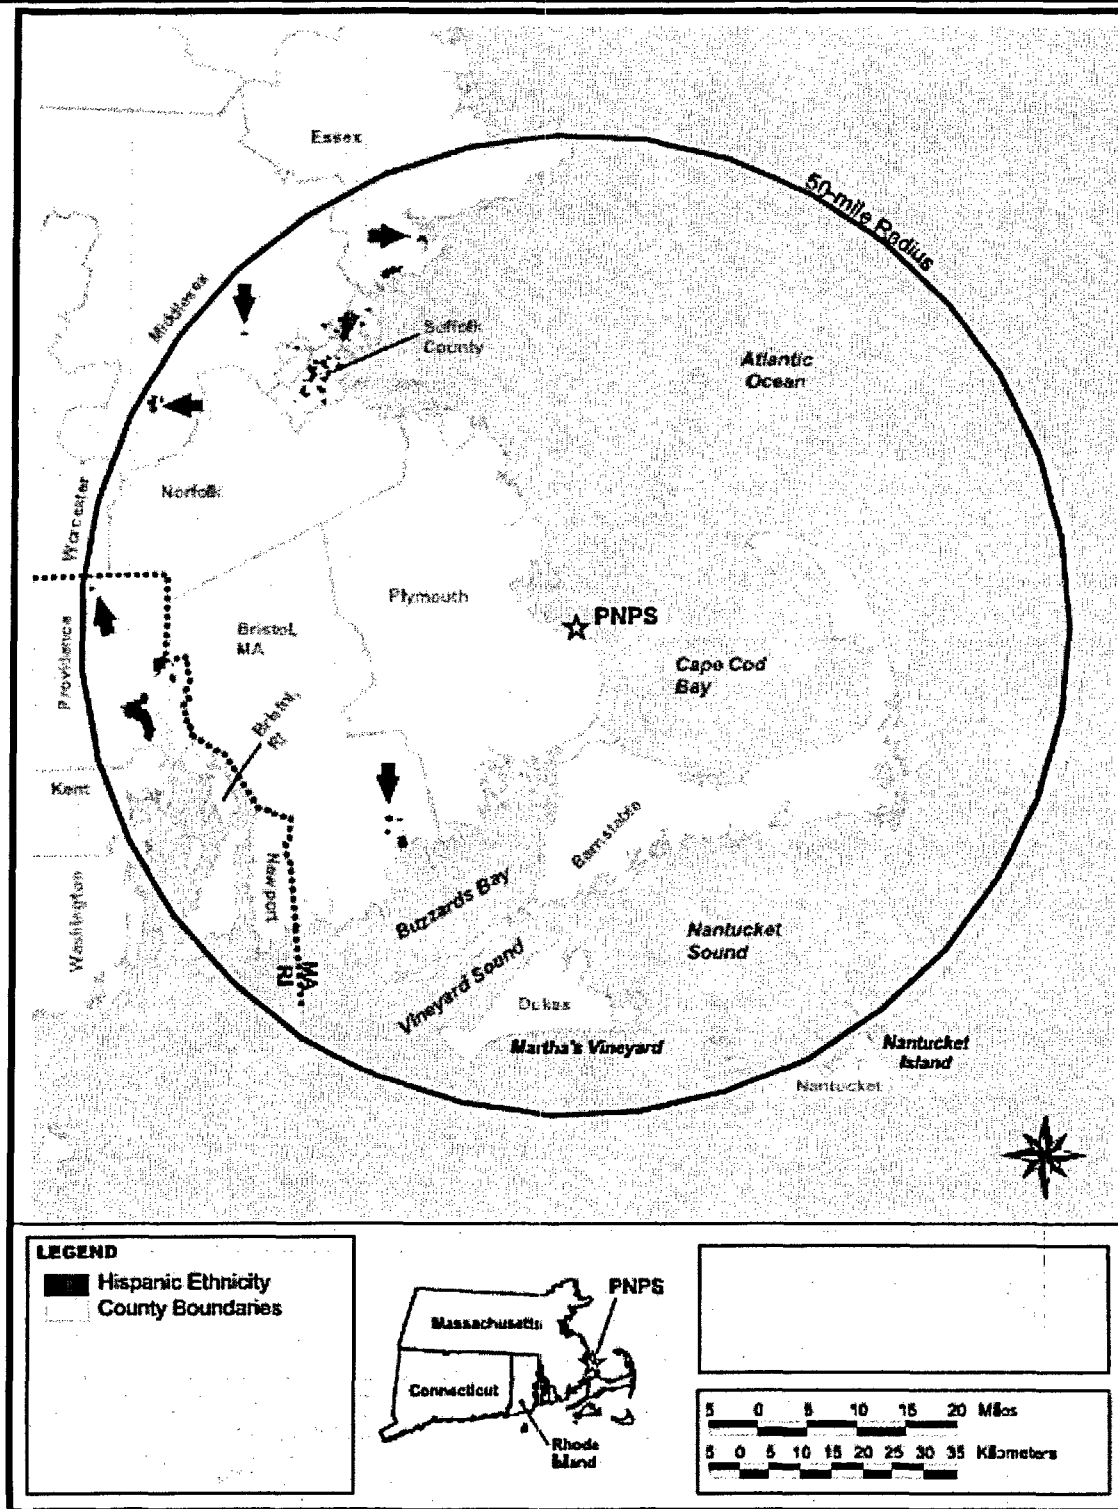 Essex
50-mile Radius
Middlesex
Suffolk
County
Atlantic
Ocean
Norfolk
Worcester
Plymouth
PNPS
Bristol,
MA
Providence
Cape Cod
Bay
Bristol,
RI
Kent
Barnstable
Newport
Washington
Buzzards Bay
Nantucket
Sound
Vineyard Sound
MA
RI
Dukes
Martha's Vineyard
Nantucket
Island
Nantucket
LEGEND
Hispanic Ethnicity
County Boundaries
PNPS
Massachusetts
Connecticut
Rhode
Island
5 0 5 10 15 20 Miles
5 0 5 10 15 20 25 30 35 Kilometers